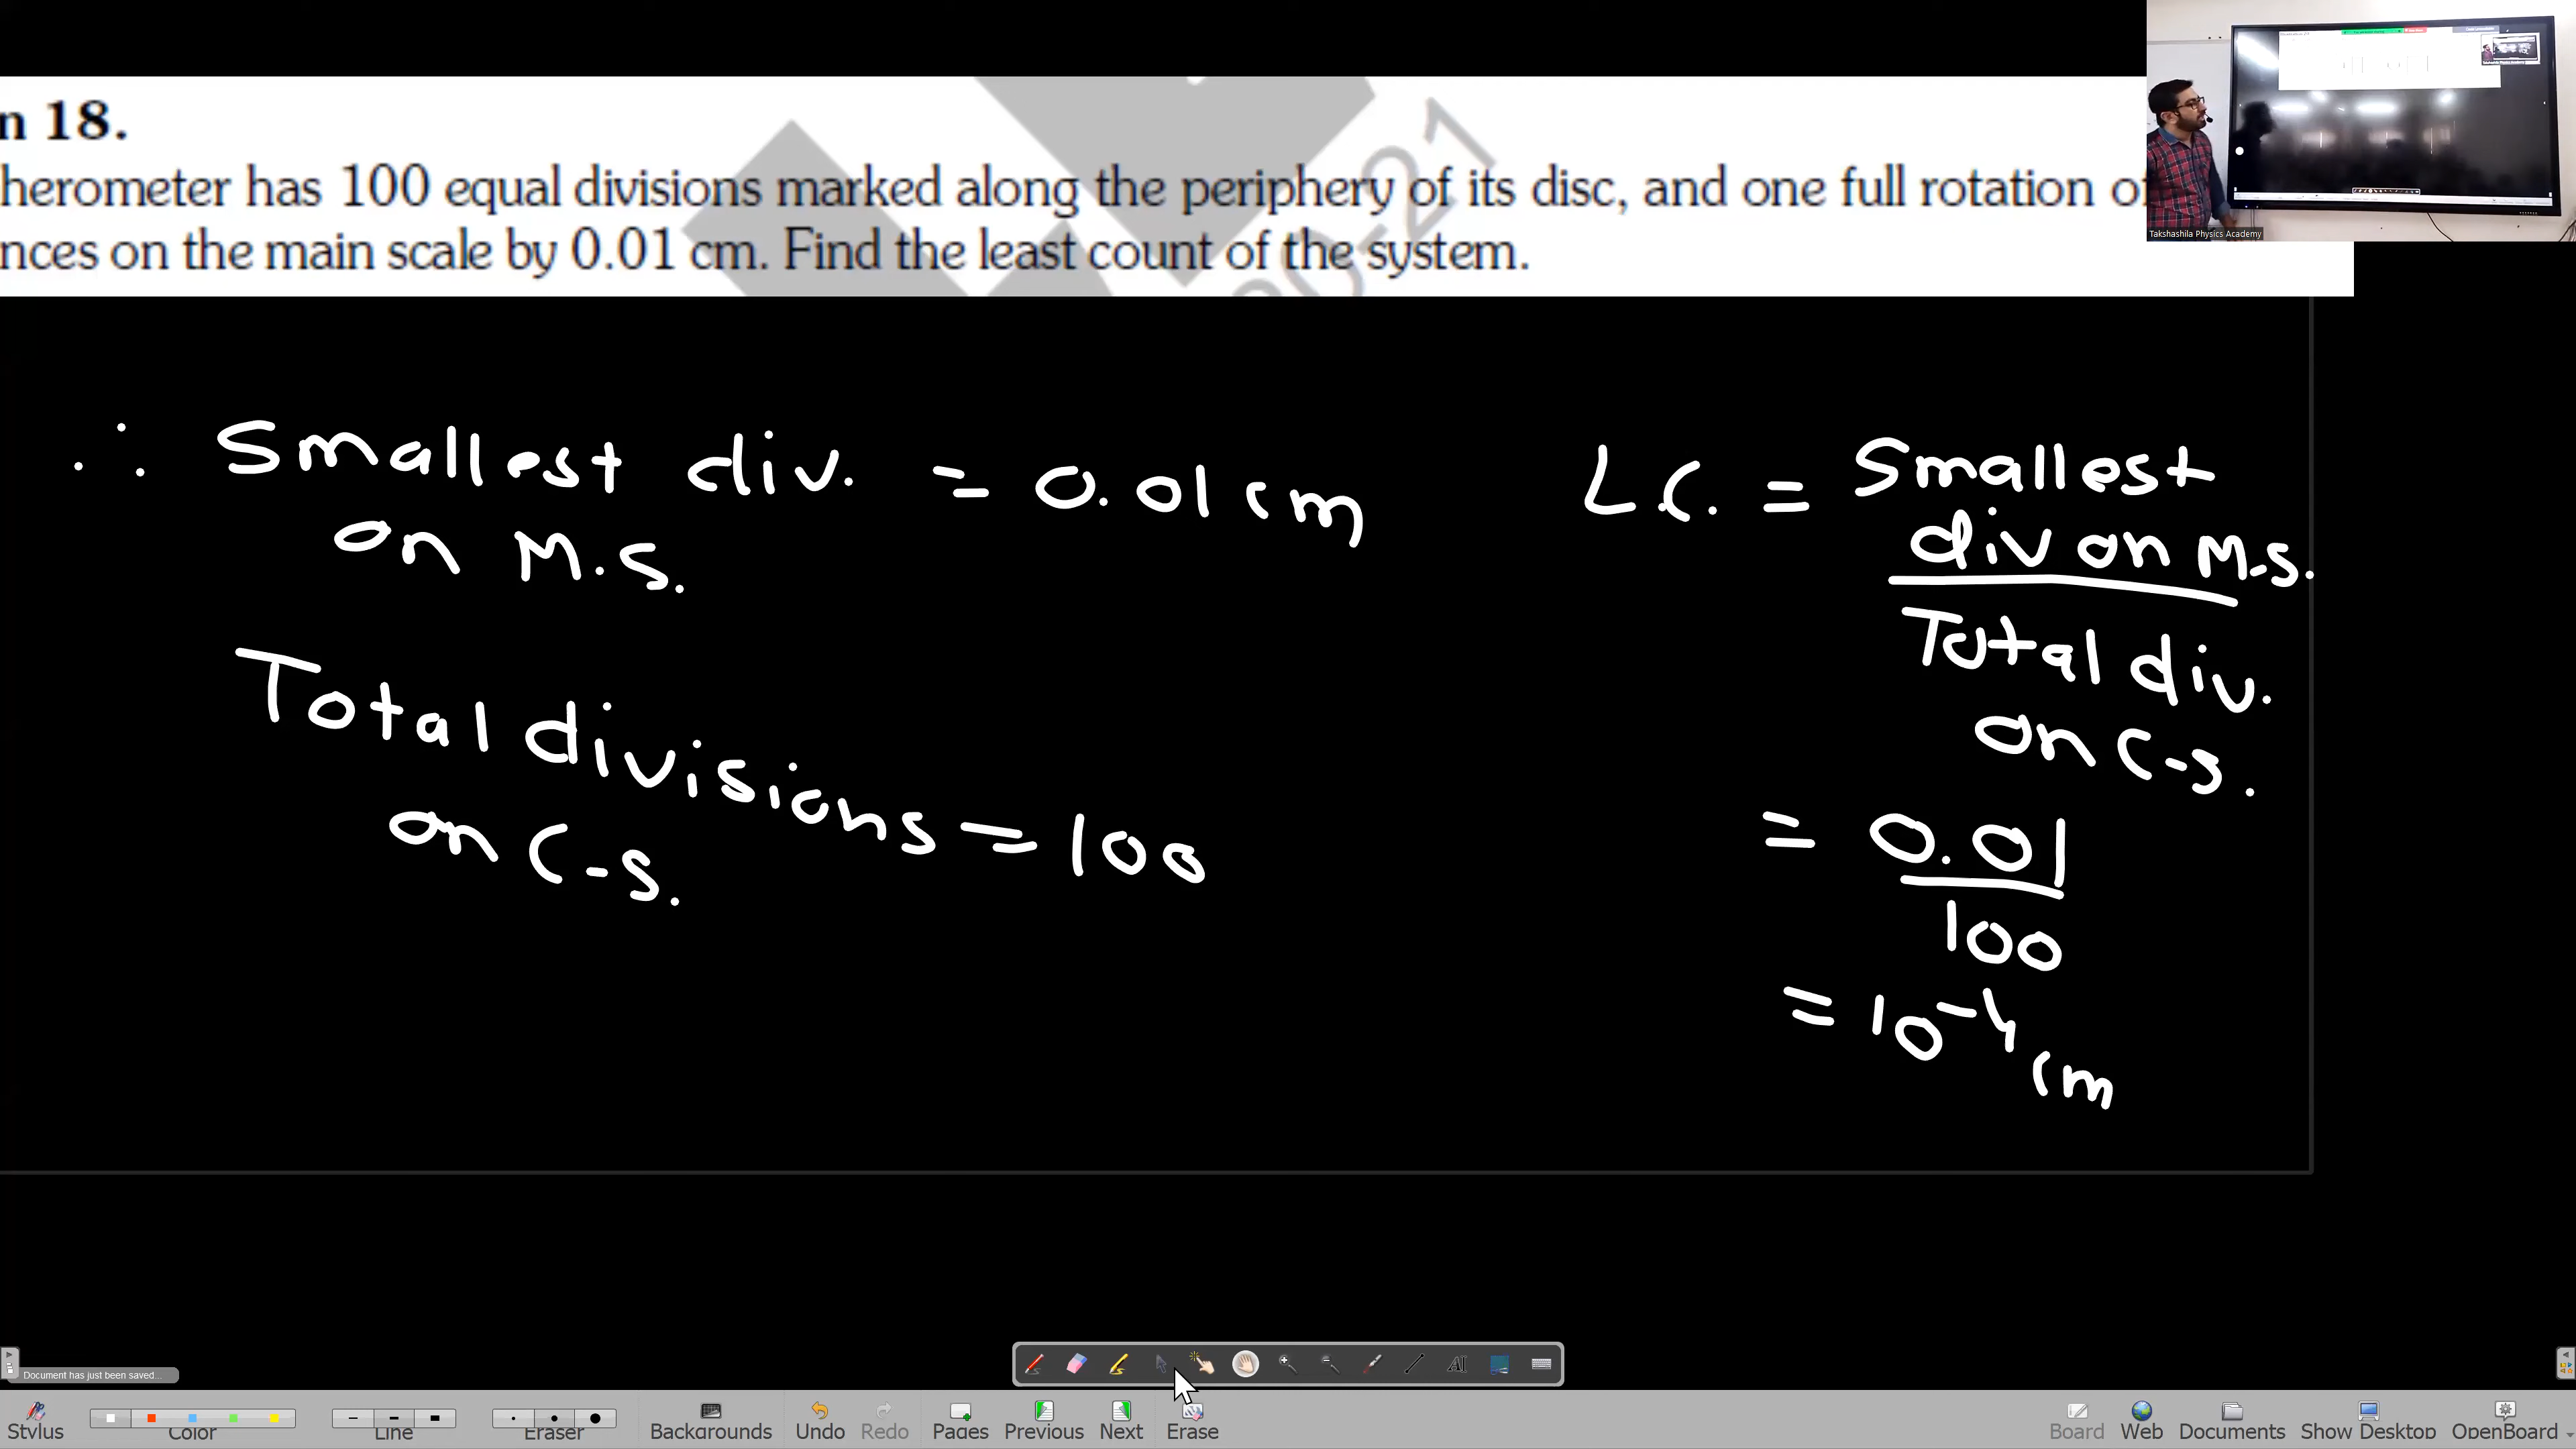 n 18.
herometer has 100 equal divisions marked along the periphery of its disc, and one full rotation of
nces on the main scale by 0.01 cm. Find the least count of the system.
20-21
Takshashila Physics Academy
∴ Smallest div. = 0.01 cm
on M.S.
Total divisions = 100
on C-S.
L.C. = Smallest
div on M-S.
Total div.
on C-S.
= 0.01
100
= 10⁻⁴ cm
Document has just been saved...
Stylus
Color
Line
Eraser
Backgrounds
Undo
Redo
Pages
Previous
Next
Erase
Board
Web
Documents
Show Desktop
OpenBoard